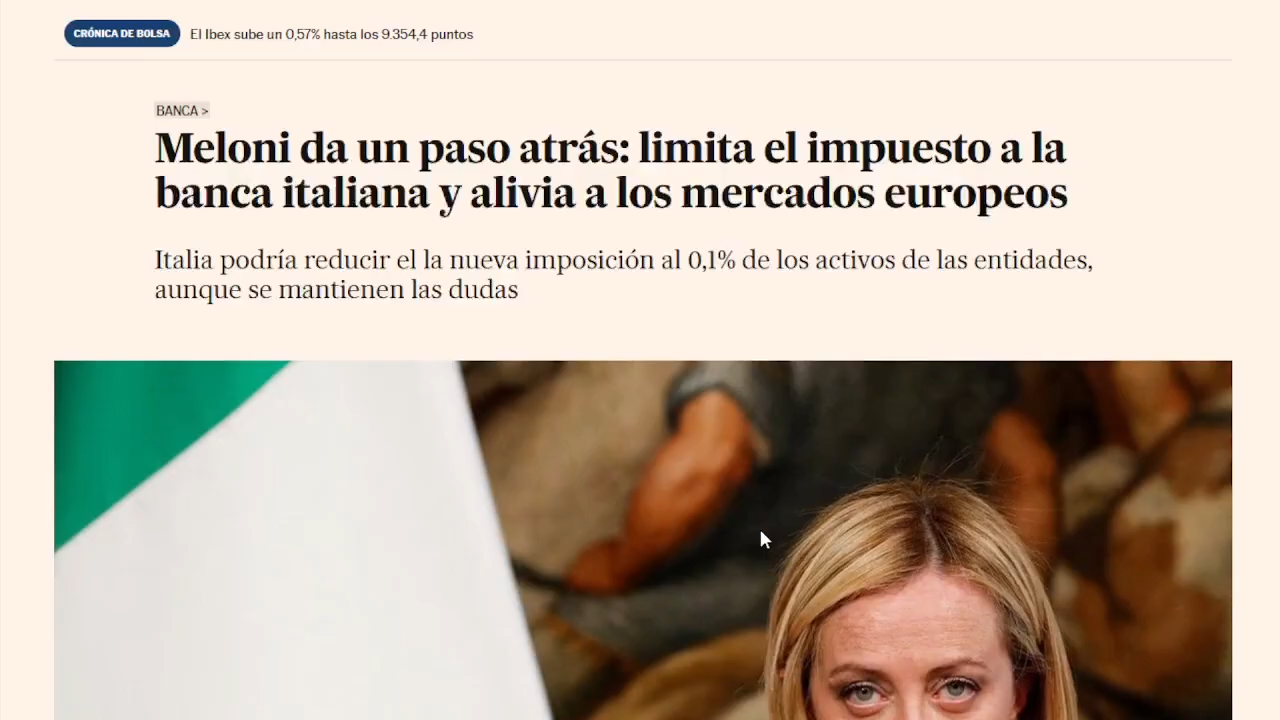 CRÓNICA DE BOLSA El Ibex sube un 0,57% hasta los 9.354,4 puntos
BANCA >
Meloni da un paso atrás: limita el impuesto a la
banca italiana y alivia a los mercados europeos
Italia podría reducir el la nueva imposición al 0,1% de los activos de las entidades,
aunque se mantienen las dudas